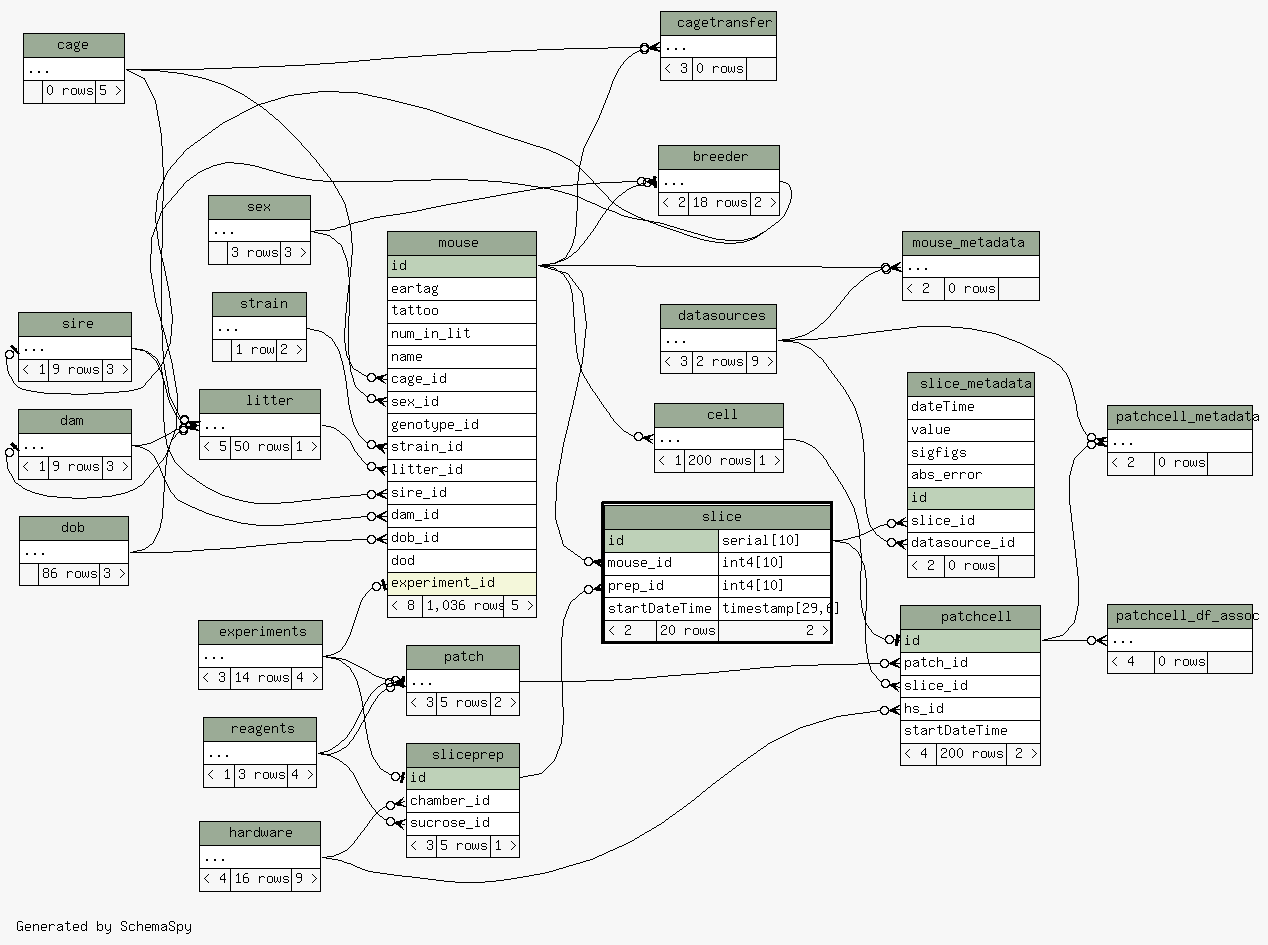 cage
...
0 rows 5 >
cagetransfer
...
< 3 0 rows
breeder
...
< 2 18 rows 2 >
sex
...
3 rows 3 >
mouse
id
eartag
tattoo
num_in_lit
name
cage_id
sex_id
genotype_id
strain_id
litter_id
sire_id
dam_id
dob_id
dod
experiment_id
< 8 1,036 rows 5 >
mouse_metadata
...
< 2 0 rows
strain
...
1 row 2 >
datasources
...
< 3 2 rows 9 >
sire
...
< 1 9 rows 3 >
litter
...
< 5 50 rows 1 >
dam
...
< 1 9 rows 3 >
cell
...
< 1 200 rows 1 >
slice_metadata
dateTime
value
sigfigs
abs_error
id
slice_id
datasource_id
< 2 0 rows
patchcell_metadata
...
< 2 0 rows
dob
...
86 rows 3 >
slice
id serial[10]
mouse_id int4[10]
prep_id int4[10]
startDateTime timestamp[29,6]
< 2 20 rows 2 >
experiments
...
< 3 14 rows 4 >
patch
...
< 3 5 rows 2 >
patchcell
id
patch_id
slice_id
hs_id
startDateTime
< 4 200 rows 2 >
patchcell_df_assoc
...
< 4 0 rows
reagents
...
< 1 3 rows 4 >
sliceprep
id
chamber_id
sucrose_id
< 3 5 rows 1 >
hardware
...
< 4 16 rows 9 >
Generated by SchemaSpy